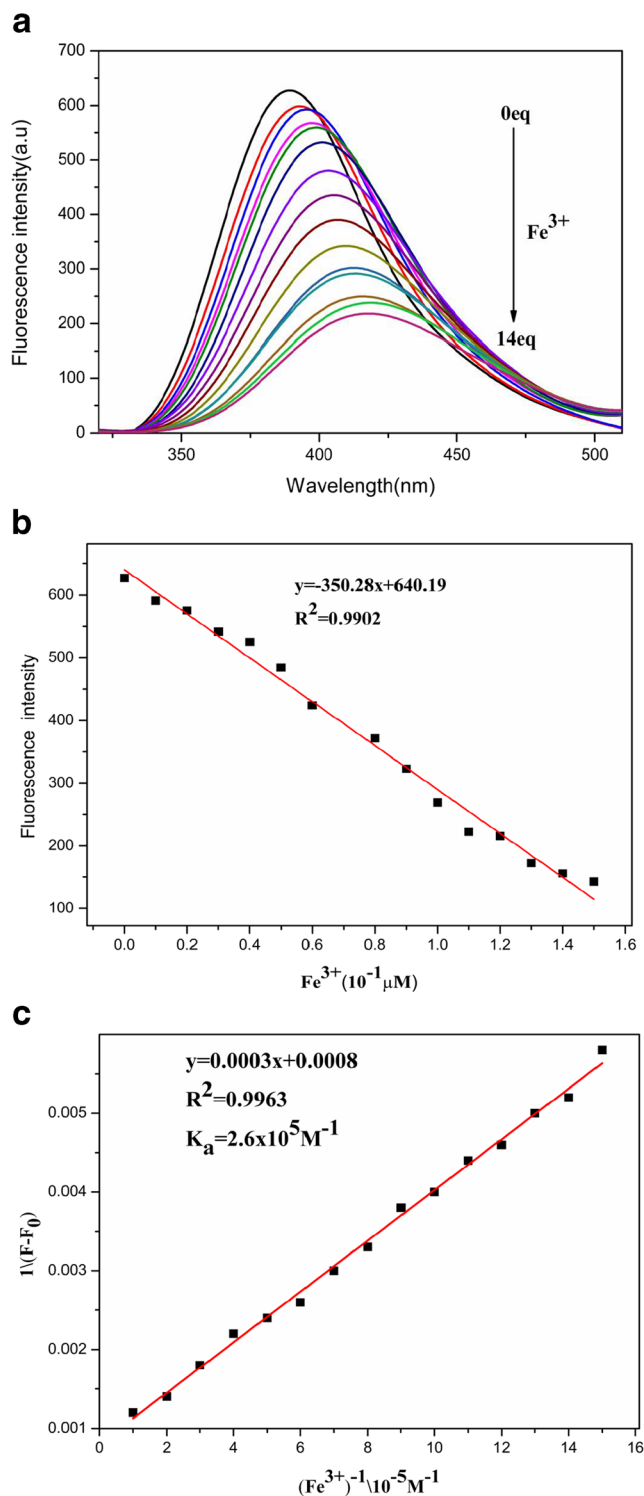 a
700
600
500
400
300
200
100
0
Fluorescence intensity(a.u)
0eq
Fe³⁺
14eq
350 400 450 500
Wavelength(nm)
b
600
500
400
300
200
100
Fluorescence intensity
y=-350.28x+640.19
R²=0.9902
0.0 0.2 0.4 0.6 0.8 1.0 1.2 1.4 1.6
Fe³⁺(10⁻¹μM)
c
0.005
0.004
0.003
0.002
0.001
1\(F-F₀)
y=0.0003x+0.0008
R²=0.9963
Kₐ=2.6x10⁵M⁻¹
0 2 4 6 8 10 12 14 16
(Fe³⁺)⁻¹\10⁻⁵M⁻¹